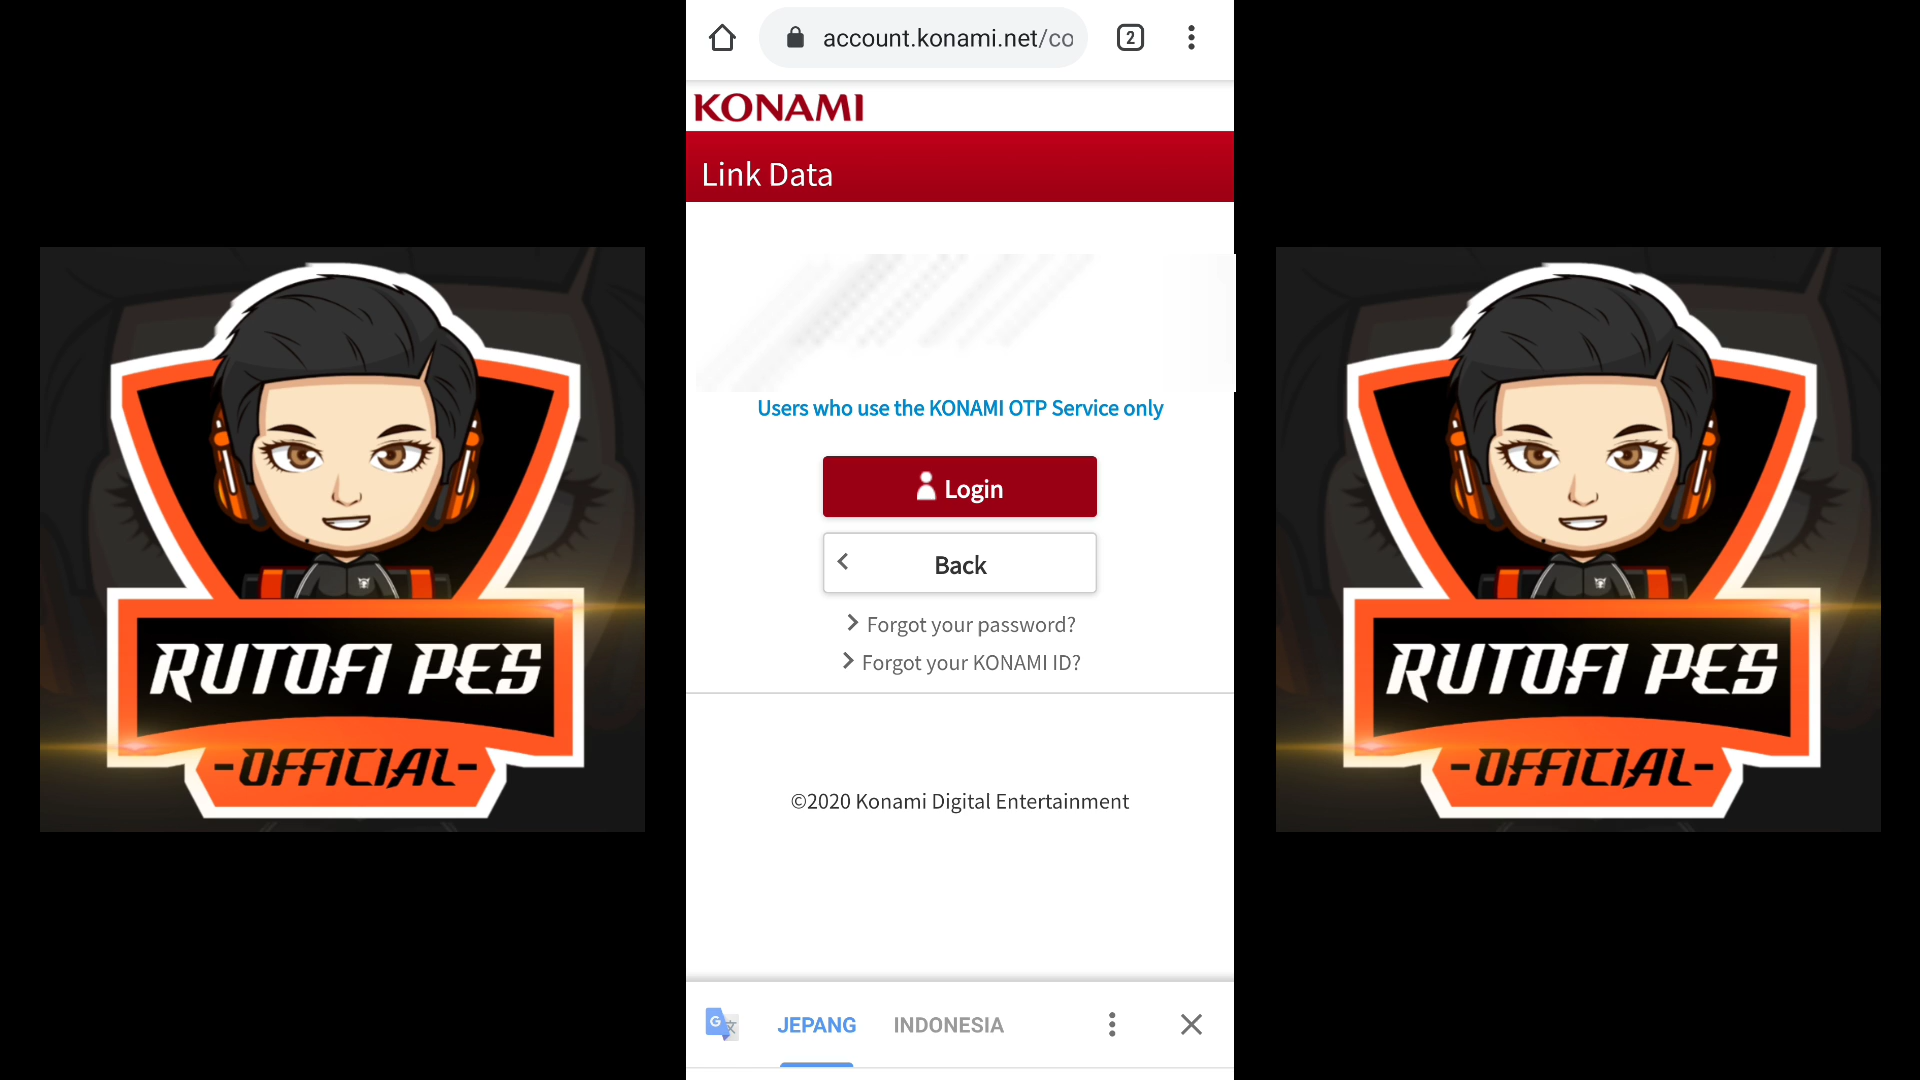 account.konami.net/co
2
KONAMI
Link Data
Users who use the KONAMI OTP Service only
Login
Back
Forgot your password?
Forgot your KONAMI ID?
©2020 Konami Digital Entertainment
G
JEPANG
INDONESIA
RUTOFI PES
-OFFICIAL-
RUTOFI PES
-OFFICIAL-